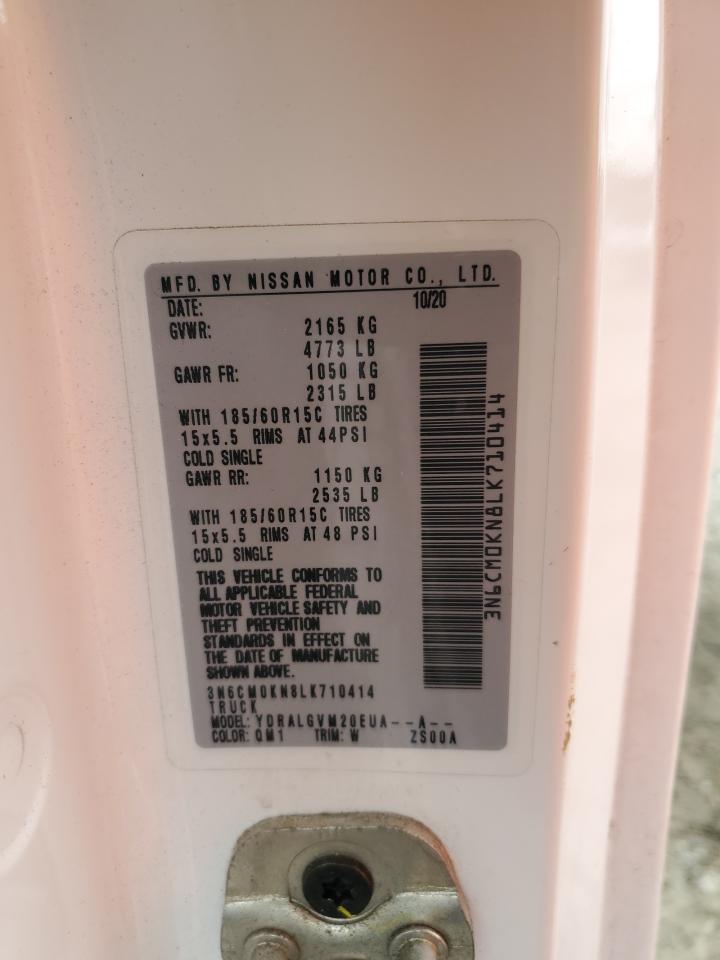 MFD. BY NISSAN MOTOR CO., LTD.
DATE: 10/20
GVWR: 2165 KG
4773 LB
GAWR FR: 1050 KG
2315 LB
WITH 185/60R15C TIRES
15x5.5 RIMS AT 44PSI
COLD SINGLE
GAWR RR: 1150 KG
2535 LB
WITH 185/60R15C TIRES
15x5.5 RIMS AT 48 PSI
COLD SINGLE
THIS VEHICLE CONFORMS TO
ALL APPLICABLE FEDERAL
MOTOR VEHICLE SAFETY AND
THEFT PREVENTION
STANDARDS IN EFFECT ON
THE DATE OF MANUFACTURE
SHOWN ABOVE.
3N6CM0KN8LK710414
TRUCK
MODEL: YDRALGVM20EUA--A--
COLOR: QM1 TRIM: W ZS00A
3N6CM0KN8LK710414